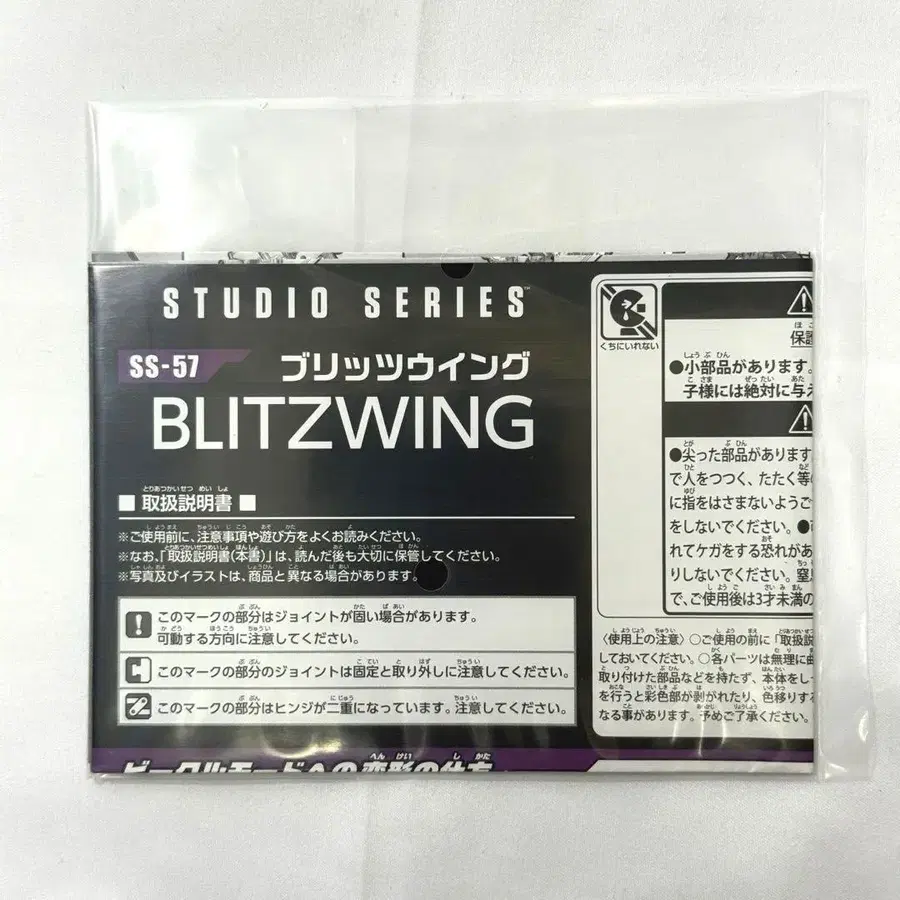 STUDIO SERIES™
SS-57
ブリッツウイング
BLITZWING
■ 取扱説明書 ■
※ご使用前に、注意事項や遊び方をよくお読みください。
※なお、「取扱説明書(本書)」は、読んだ後も大切に保管してください。
※写真及びイラストは、商品と異なる場合があります。
このマークの部分はジョイントが固い場合があります。
可動する方向に注意してください。
このマークの部分のジョイントは固定と取り外しに注意してください。
このマークの部分はヒンジが二重になっています。注意してください。
ビークルモードへの変形の仕方
くちにいれない
保護
●小部品があります。
子様には絶対に与え
●尖った部品があります
で人をつつく、たたく等
に指をはさまないようご
をしないでください。●
れてケガをする恐れがあ
りしないでください。窒
で、ご使用後は3才未満の
〈使用上の注意〉○ご使用の前に「取扱説
しておいてください。○各パーツは無理に曲
取り付けた部品などを持たず、本体をし
を行うと彩色部が剥がれたり、色移りす
なる事があります。予めご了承ください。